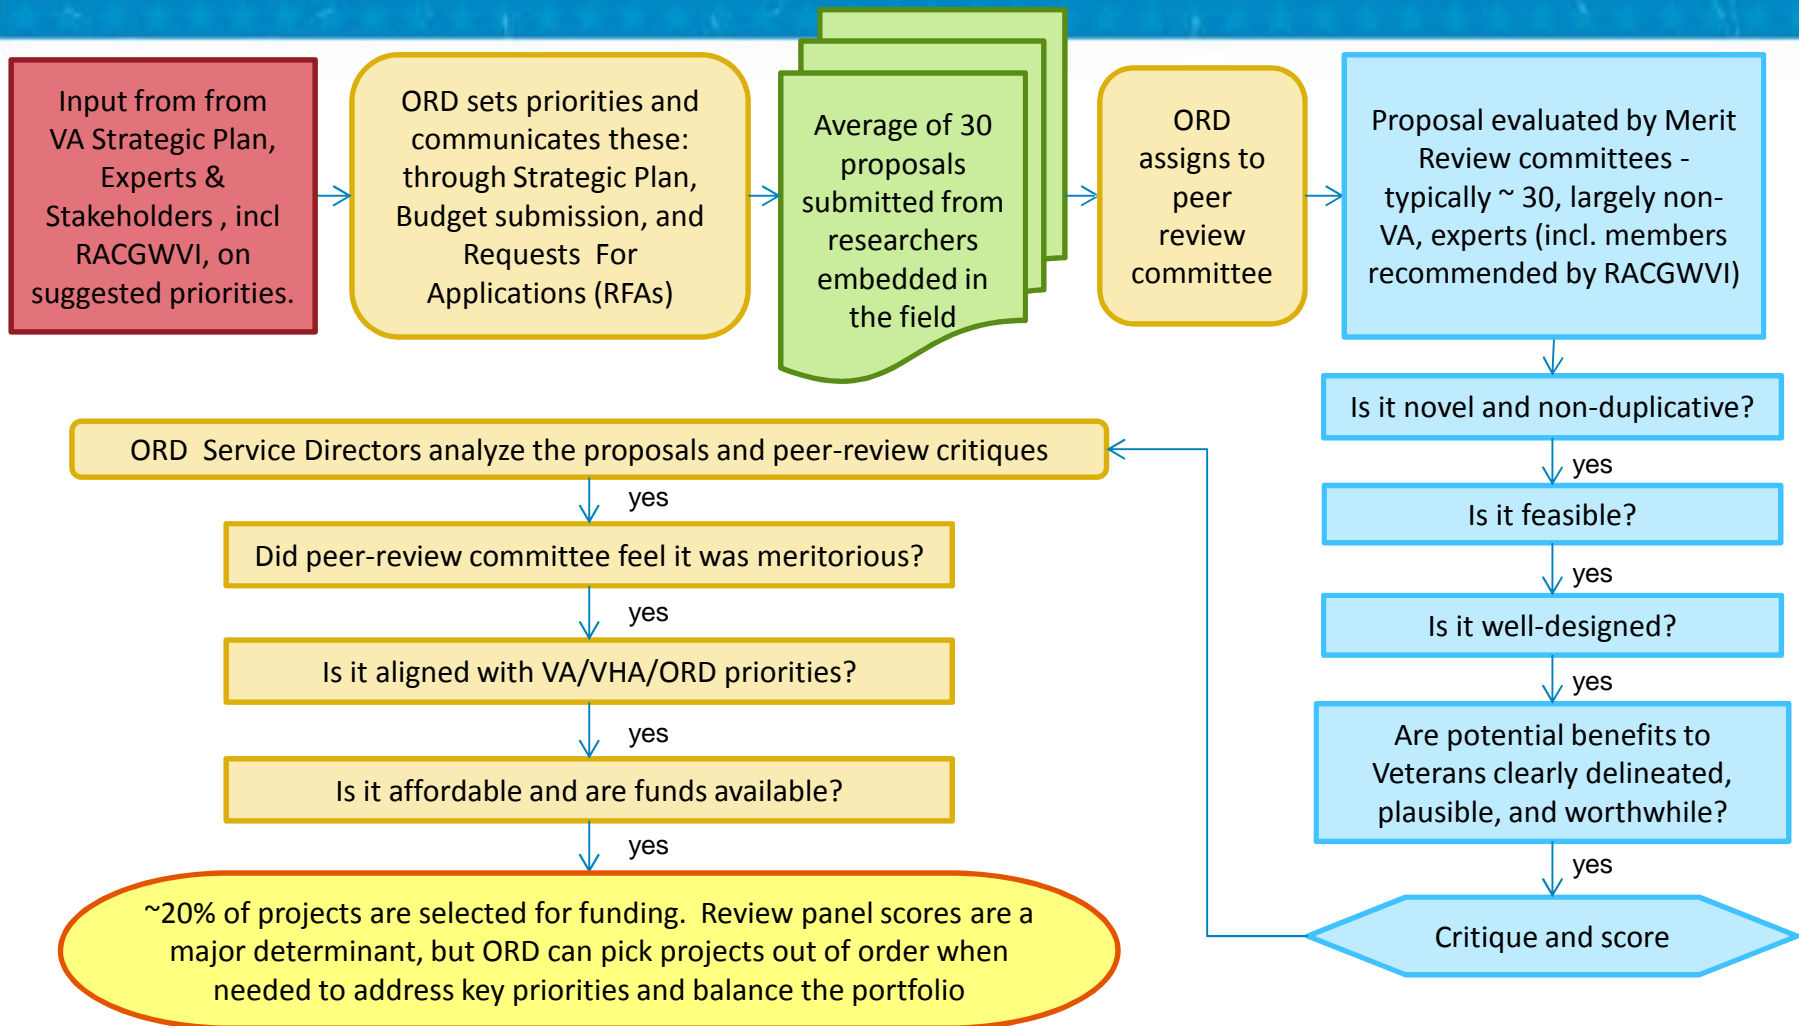 Input from from
VA Strategic Plan,
Experts &
Stakeholders , incl
RACGWVI, on
suggested priorities.
ORD sets priorities and
communicates these:
through Strategic Plan,
Budget submission, and
Requests For
Applications (RFAs)
Average of 30
proposals
submitted from
researchers
embedded in
the field
ORD
assigns to
peer
review
committee
Proposal evaluated by Merit
Review committees -
typically ~ 30, largely non-
VA, experts (incl. members
recommended by RACGWVI)
Is it novel and non-duplicative?
yes
Is it feasible?
yes
Is it well-designed?
yes
Are potential benefits to
Veterans clearly delineated,
plausible, and worthwhile?
yes
Critique and score
ORD Service Directors analyze the proposals and peer-review critiques
yes
Did peer-review committee feel it was meritorious?
yes
Is it aligned with VA/VHA/ORD priorities?
yes
Is it affordable and are funds available?
yes
~20% of projects are selected for funding. Review panel scores are a
major determinant, but ORD can pick projects out of order when
needed to address key priorities and balance the portfolio